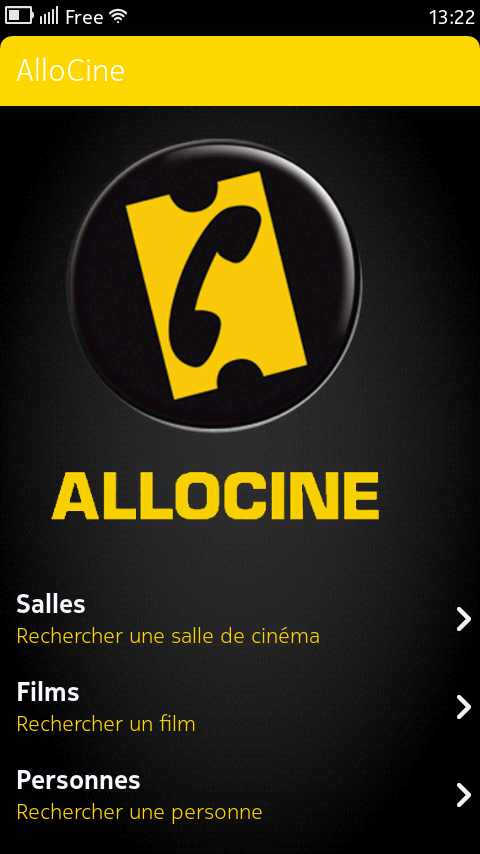 Free 13:22
AlloCine
ALLOCINE
Salles
Rechercher une salle de cinéma
Films
Rechercher un film
Personnes
Rechercher une personne